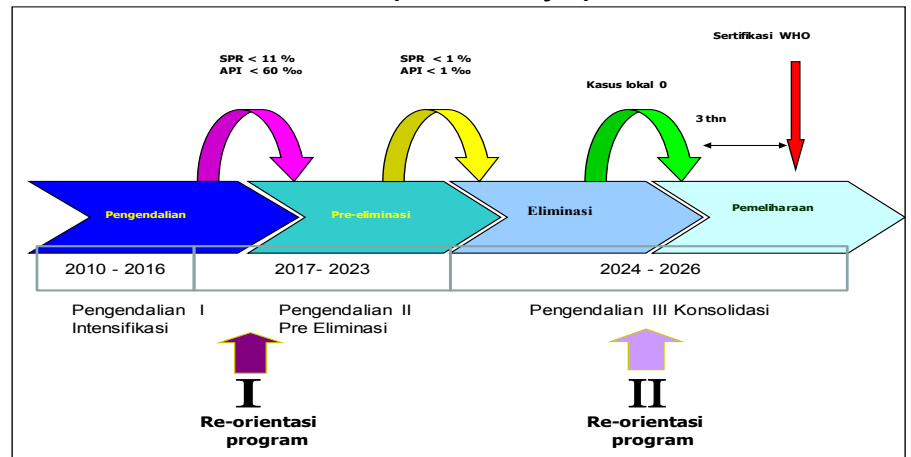 SPR < 11 %
API < 60 ‰
SPR < 1 %
API < 1 ‰
Kasus lokal 0
3 thn
Sertifikasi WHO
Pengendalian
Pre-eliminasi
Eliminasi
Pemeliharaan
2010 - 2016
2017- 2023
2024 - 2026
Pengendalian I
Intensifikasi
Pengendalian II
Pre Eliminasi
Pengendalian III Konsolidasi
I
Re-orientasi
program
II
Re-orientasi
program